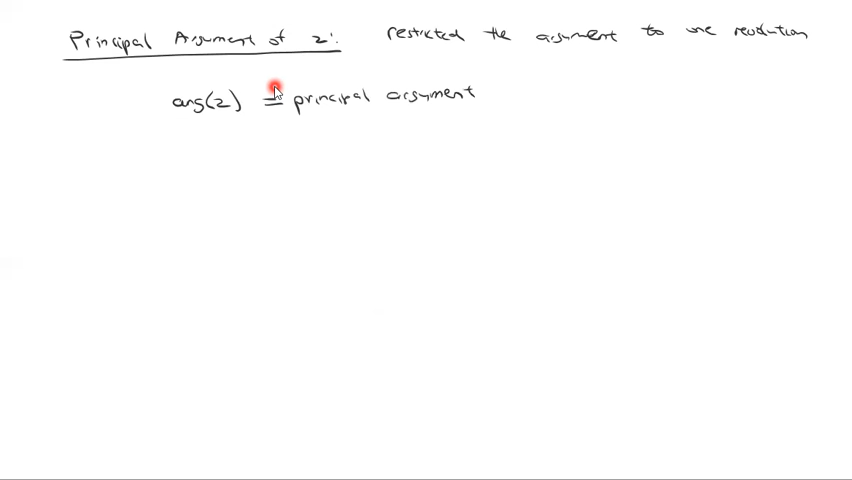 Principal Argument of z: restricted the argument to one revolution
arg(z) = principal argument